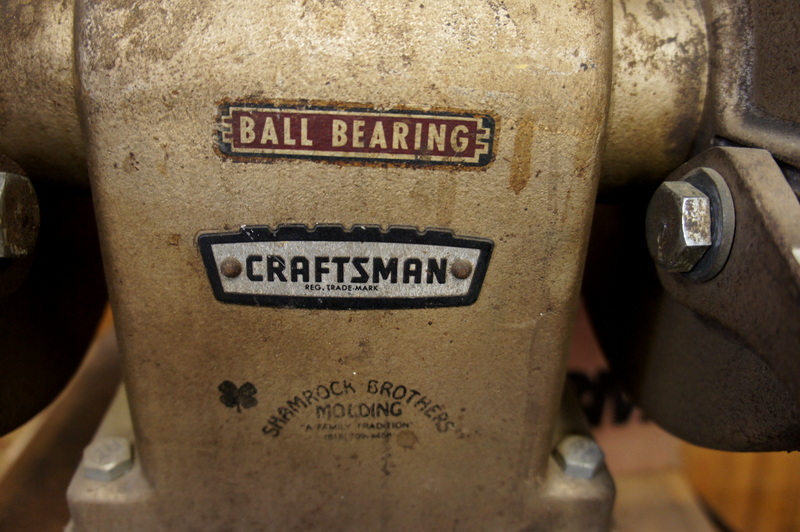 BALL BEARING
CRAFTSMAN
REG. TRADE-MARK
SHAMROCK BROTHERS
MOLDING
"A FAMILY TRADITION"